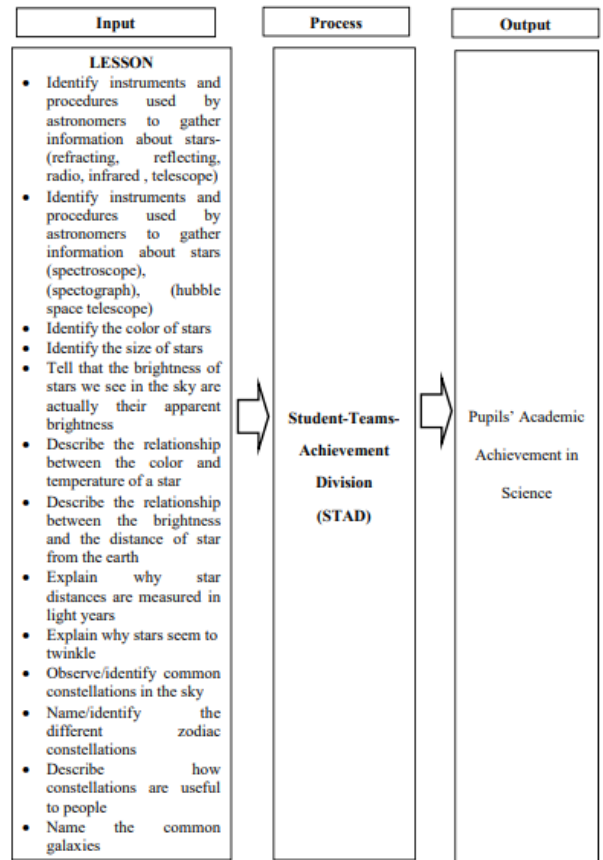 Input
Process
Output
LESSON
• Identify instruments and
procedures used by
astronomers to gather
information about stars-
(refracting, reflecting,
radio, infrared , telescope)
• Identify instruments and
procedures used by
astronomers to gather
information about stars
(spectroscope),
(spectograph), (hubble
space telescope)
• Identify the color of stars
• Identify the size of stars
• Tell that the brightness of
stars we see in the sky are
actually their apparent
brightness
• Describe the relationship
between the color and
temperature of a star
• Describe the relationship
between the brightness
and the distance of star
from the earth
• Explain why star
distances are measured in
light years
• Explain why stars seem to
twinkle
• Observe/identify common
constellations in the sky
• Name/identify the
different zodiac
constellations
• Describe how
constellations are useful
to people
• Name the common
galaxies
Student-Teams-
Achievement
Division
(STAD)
Pupils' Academic
Achievement in
Science